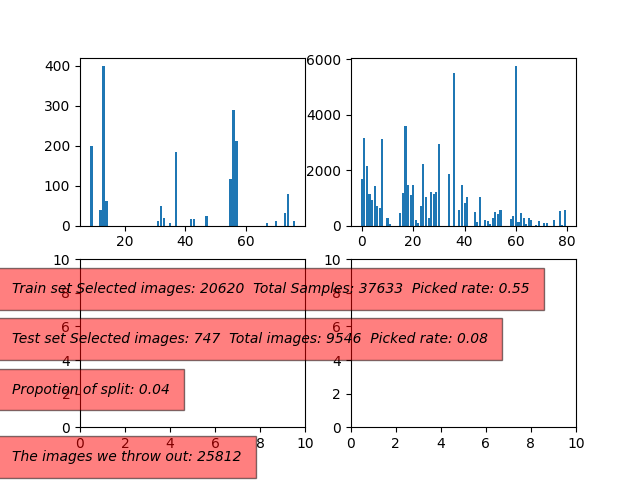 400
300
200
100
0
20 40 60
6000
4000
2000
0
0 20 40 60 80
10
8
6
4
2
0
0 2 4 6 8 10
10
8
6
4
2
0
0 2 4 6 8 10
Train set Selected images: 20620 Total Samples: 37633 Picked rate: 0.55
Test set Selected images: 747 Total images: 9546 Picked rate: 0.08
Propotion of split: 0.04
The images we throw out: 25812